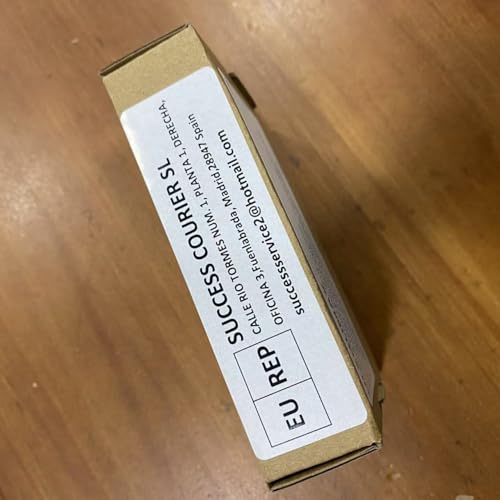 EU REP
SUCCESS COURIER SL
CALLE RIO TORMES NUM. 1, PLANTA 1, DERECHA,
OFICINA 3,Fuenlabrada, Madrid,28947 Spain
successservice2@hotmail.com